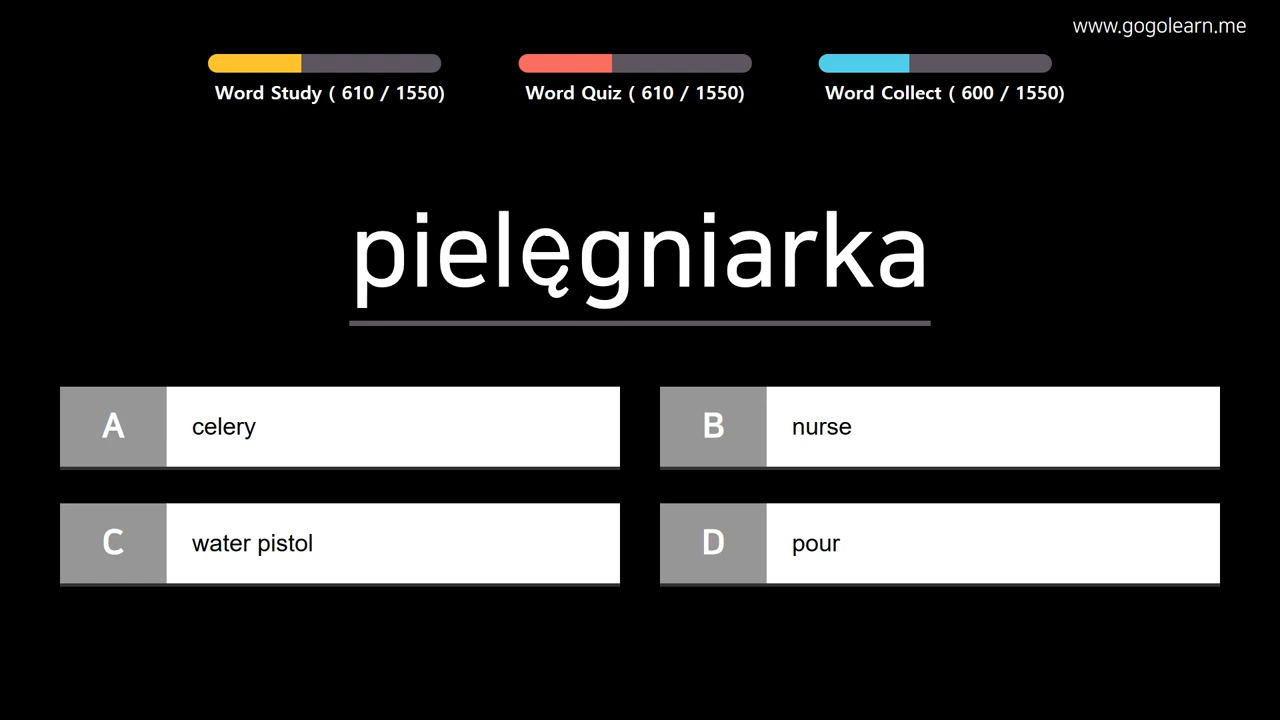 www.gogolearn.me
Word Study ( 610 / 1550)
Word Quiz ( 610 / 1550)
Word Collect ( 600 / 1550)
pielęgniarka
A celery
B nurse
C water pistol
D pour